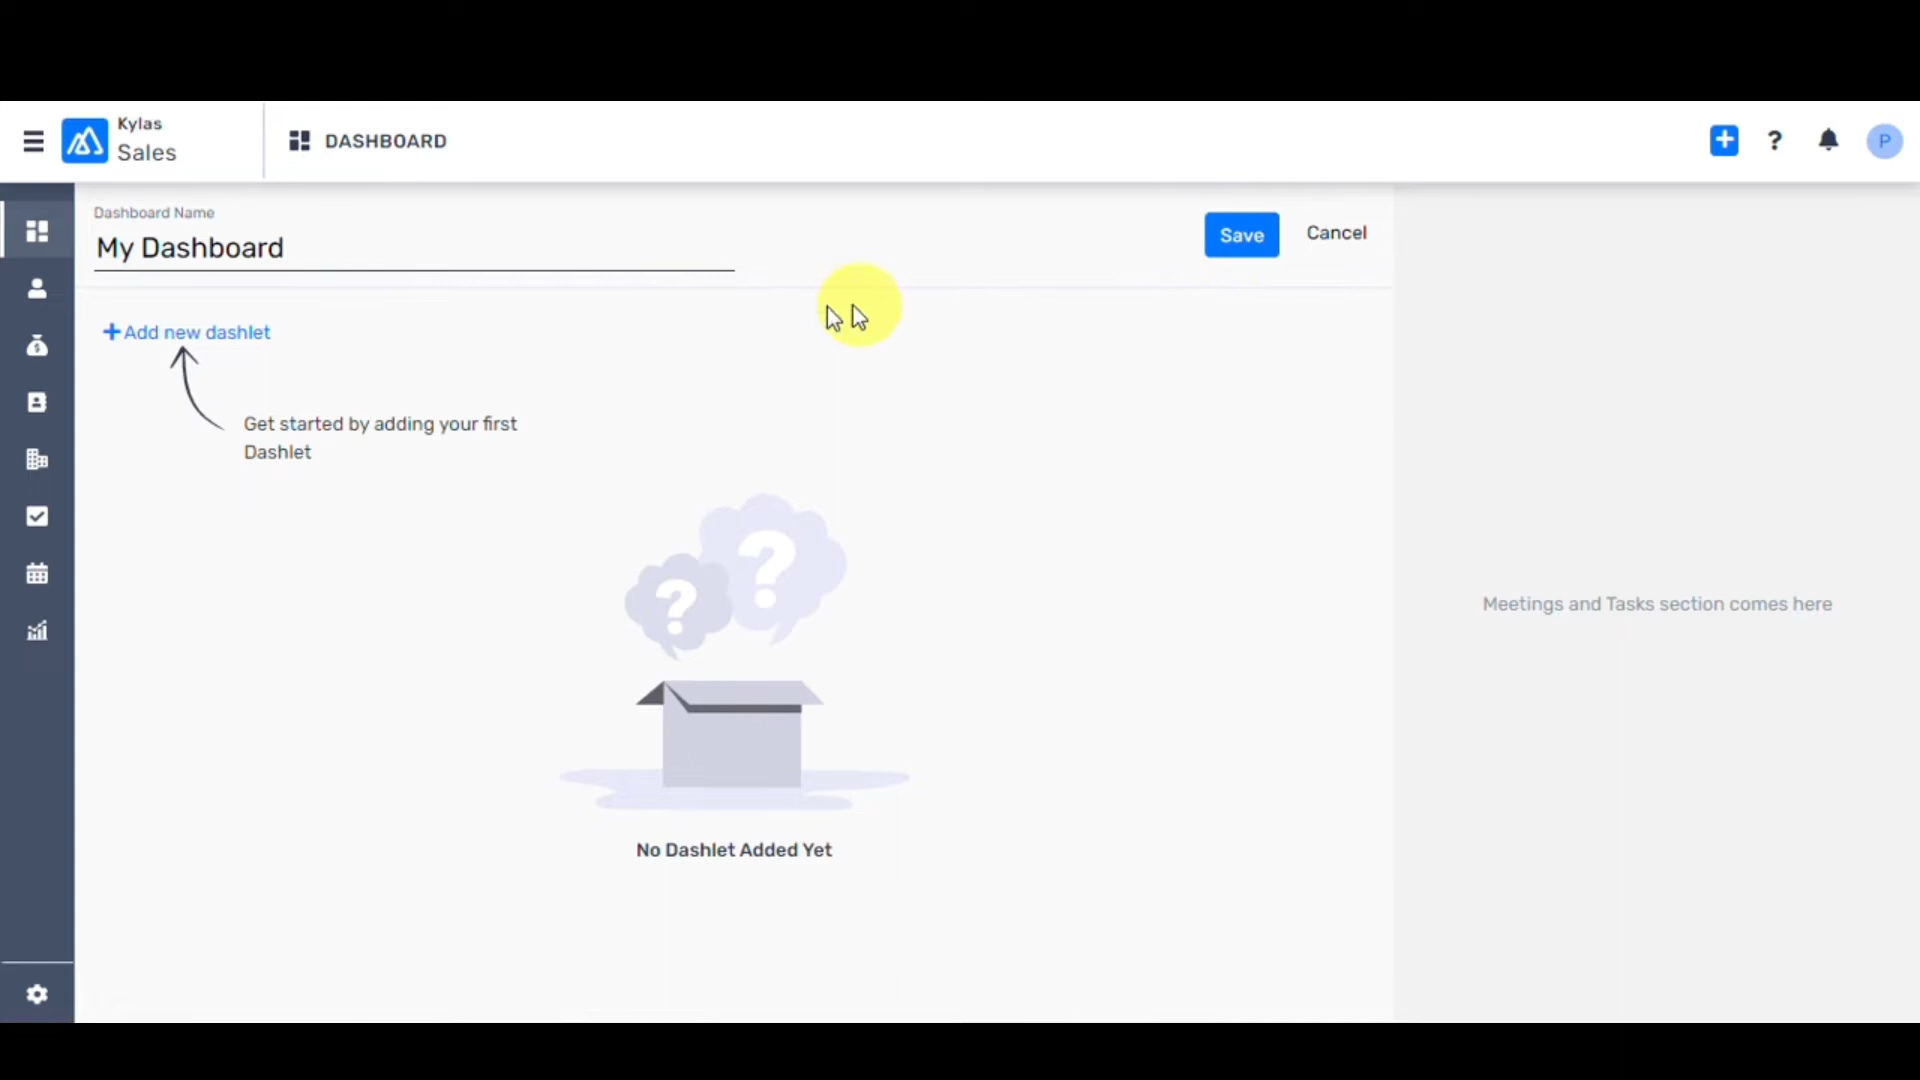 Kylas
Sales
DASHBOARD
?
P
Dashboard Name
My Dashboard
Save
Cancel
Add new dashlet
Get started by adding your first
Dashlet
? ?
Meetings and Tasks section comes here
No Dashlet Added Yet